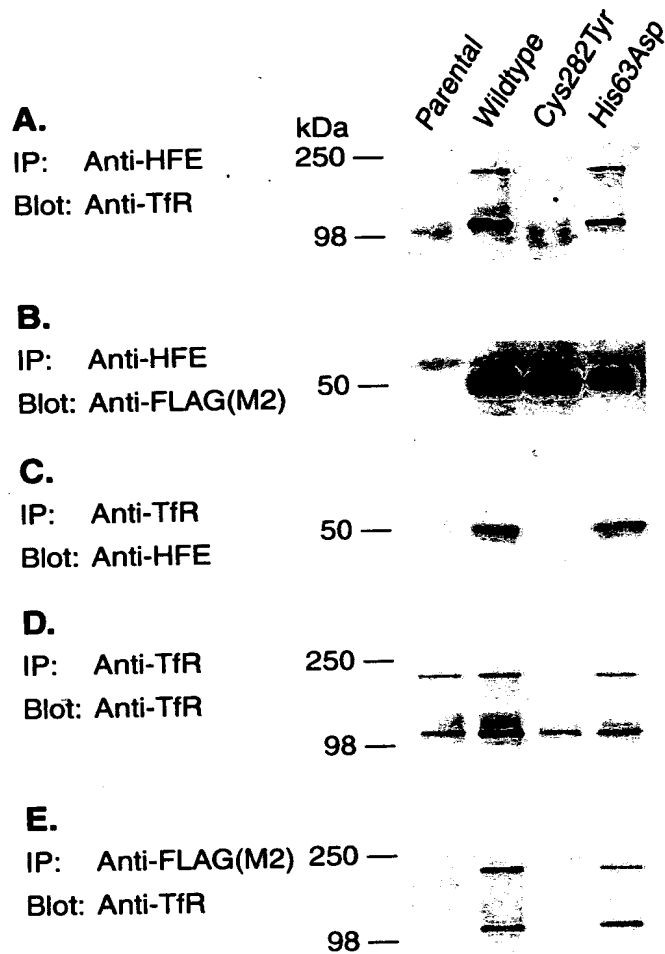 Parental Wildtype Cys282Tyr His63Asp
A.
kDa
IP: Anti-HFE 250
Blot: Anti-TfR
98
B.
IP: Anti-HFE
Blot: Anti-FLAG(M2) 50
C.
IP: Anti-TfR
50
Blot: Anti-HFE
D.
IP: Anti-TfR 250
Blot: Anti-TfR
98
E.
IP: Anti-FLAG(M2) 250
Blot: Anti-TfR
98